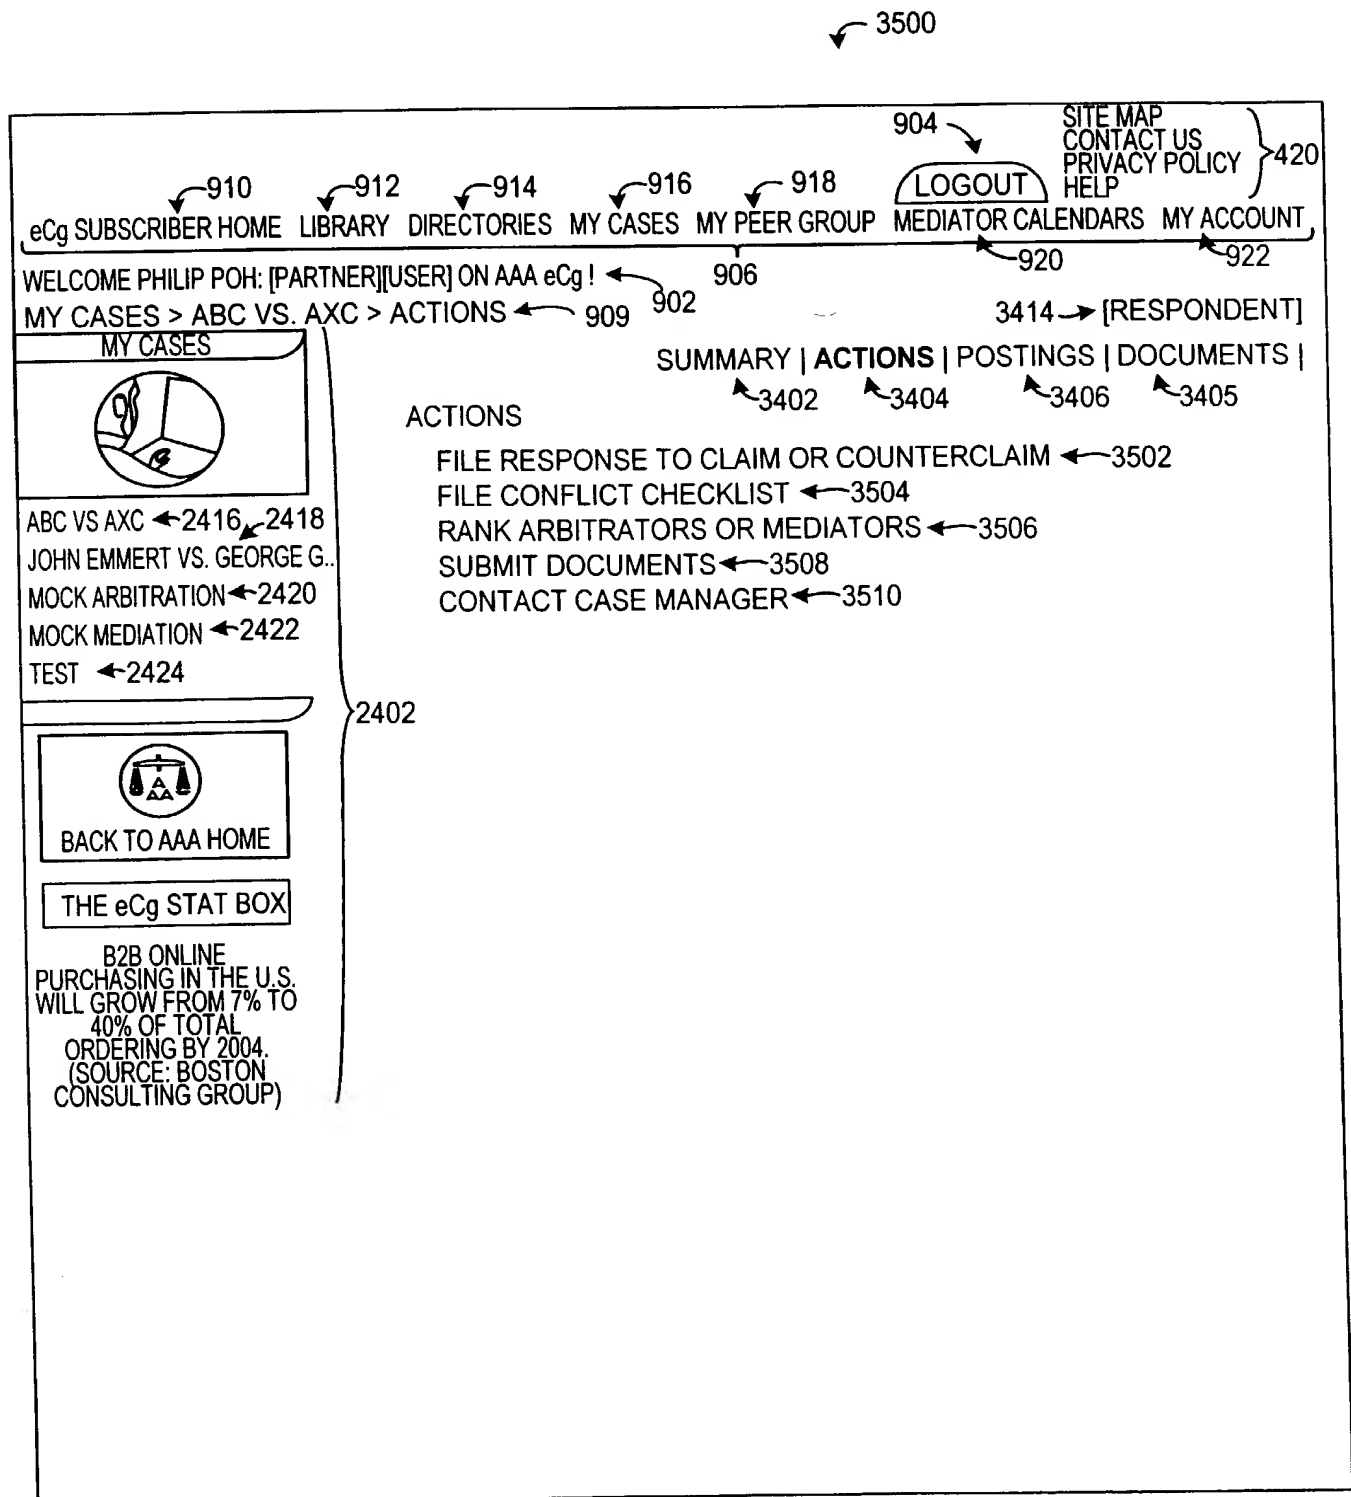 3500
904
SITE MAP
CONTACT US
PRIVACY POLICY
HELP
420
910 912 914 916 918 LOGOUT
eCg SUBSCRIBER HOME LIBRARY DIRECTORIES MY CASES MY PEER GROUP MEDIATOR CALENDARS MY ACCOUNT
906 920 922
WELCOME PHILIP POH: [PARTNER][USER] ON AAA eCg ! 902
MY CASES > ABC VS. AXC > ACTIONS 909
3414 [RESPONDENT]
MY CASES
SUMMARY | ACTIONS | POSTINGS | DOCUMENTS |
3402 3404 3406 3405
ACTIONS
FILE RESPONSE TO CLAIM OR COUNTERCLAIM 3502
FILE CONFLICT CHECKLIST 3504
RANK ARBITRATORS OR MEDIATORS 3506
SUBMIT DOCUMENTS 3508
CONTACT CASE MANAGER 3510
ABC VS AXC 2416 2418
JOHN EMMERT VS. GEORGE G..
MOCK ARBITRATION 2420
MOCK MEDIATION 2422
TEST 2424
2402
A
AA
BACK TO AAA HOME
THE eCg STAT BOX
B2B ONLINE
PURCHASING IN THE U.S.
WILL GROW FROM 7% TO
40% OF TOTAL
ORDERING BY 2004.
(SOURCE: BOSTON
CONSULTING GROUP)